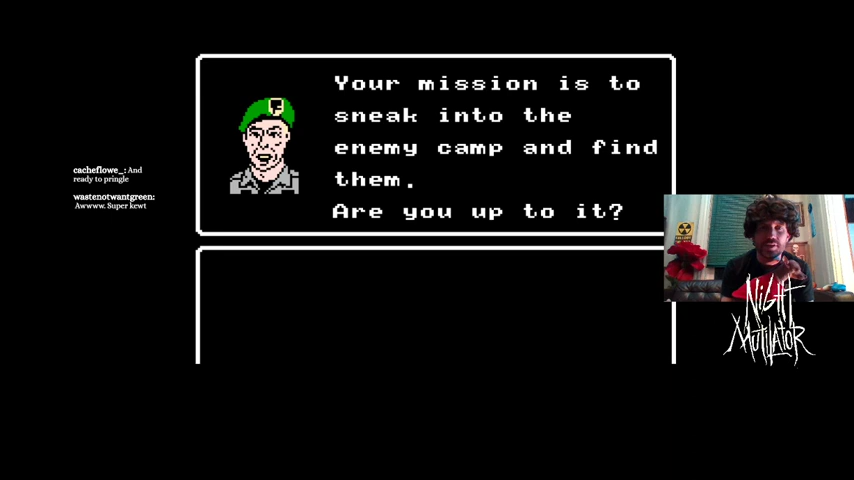 Your mission is to
sneak into the
enemy camp and find
them.
Are you up to it?
cacheflowe_: And
ready to pringle
wastenotwantgreen:
Awwww. Super kewt
NIGHT
MUTILATOR